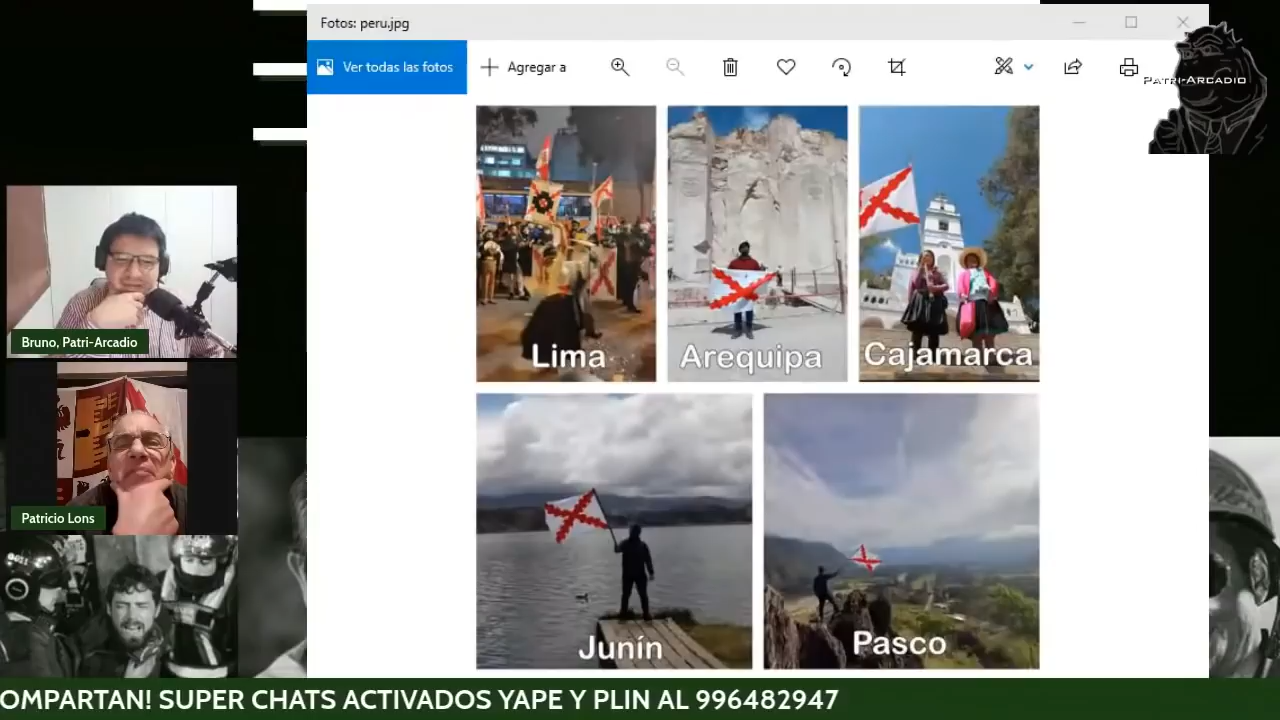 Fotos: peru.jpg
Ver todas las fotos
Agregar a
PATRI-ARCADIO
Lima
Arequipa
Cajamarca
Bruno, Patri-Arcadio
Patricio Lons
Junín
Pasco
OMPARTAN! SUPER CHATS ACTIVADOS YAPE Y PLIN AL 996482947